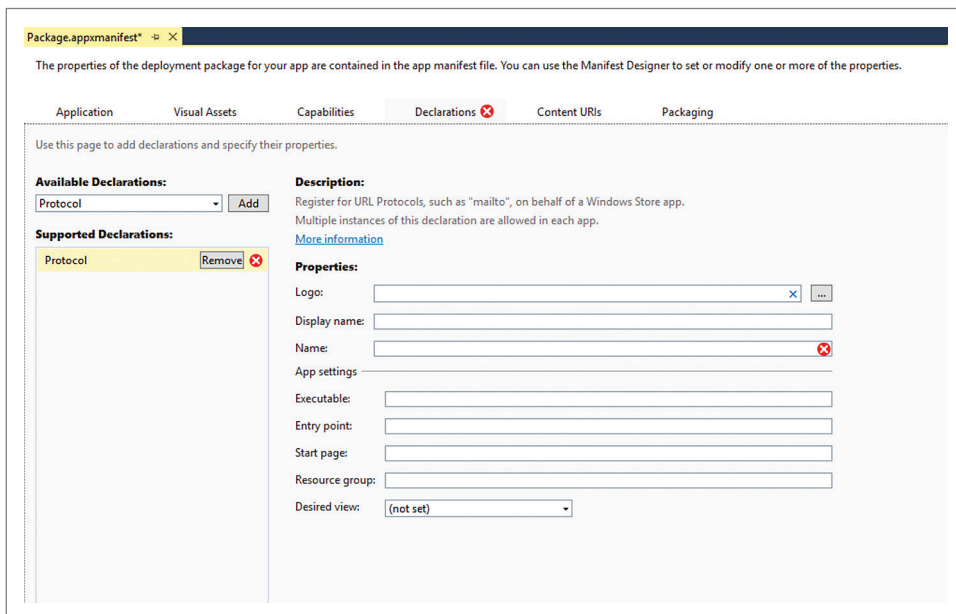 Package.appxmanifest*
The properties of the deployment package for your app are contained in the app manifest file. You can use the Manifest Designer to set or modify one or more of the properties.
Application Visual Assets Capabilities Declarations Content URIs Packaging
Use this page to add declarations and specify their properties.
Available Declarations:
Protocol Add
Supported Declarations:
Protocol Remove
Description:
Register for URL Protocols, such as "mailto", on behalf of a Windows Store app.
Multiple instances of this declaration are allowed in each app.
More information
Properties:
Logo: ...
Display name:
Name:
App settings
Executable:
Entry point:
Start page:
Resource group:
Desired view: (not set)